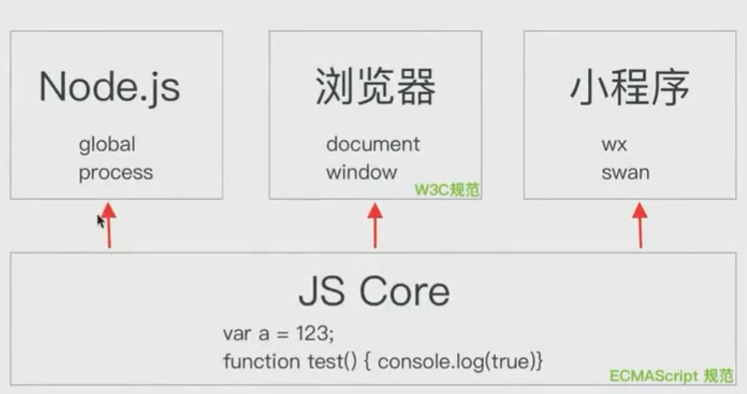 Node.js
global
process
浏览器
document
window
W3C规范
小程序
wx
swan
JS Core
var a = 123;
function test() { console.log(true)}
ECMAScript 规范